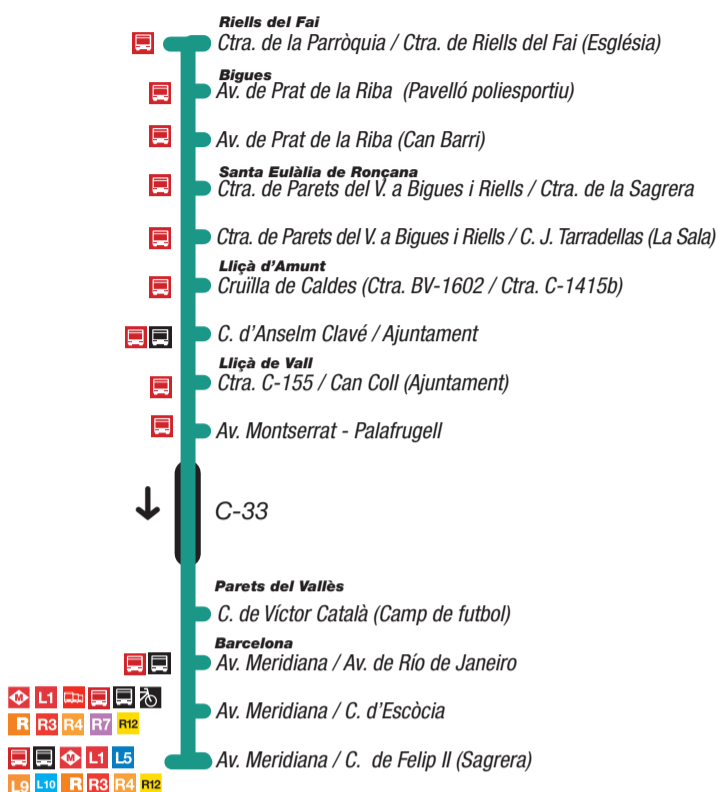 Riells del Fai
Ctra. de la Parròquia / Ctra. de Riells del Fai (Església)
Bigues
Av. de Prat de la Riba (Pavelló poliesportiu)
Av. de Prat de la Riba (Can Barri)
Santa Eulàlia de Ronçana
Ctra. de Parets del V. a Bigues i Riells / Ctra. de la Sagrera
Ctra. de Parets del V. a Bigues i Riells / C. J. Tarradellas (La Sala)
Lliçà d'Amunt
Cruïlla de Caldes (Ctra. BV-1602 / Ctra. C-1415b)
C. d'Anselm Clavé / Ajuntament
Lliçà de Vall
Ctra. C-155 / Can Coll (Ajuntament)
Av. Montserrat - Palafrugell
C-33
Parets del Vallès
C. de Víctor Català (Camp de futbol)
Barcelona
Av. Meridiana / Av. de Río de Janeiro
M L1
R R3 R4 R7 R12
Av. Meridiana / C. d'Escòcia
M L1 L5
Av. Meridiana / C. de Felip II (Sagrera)
L9 L10 R R3 R4 R12